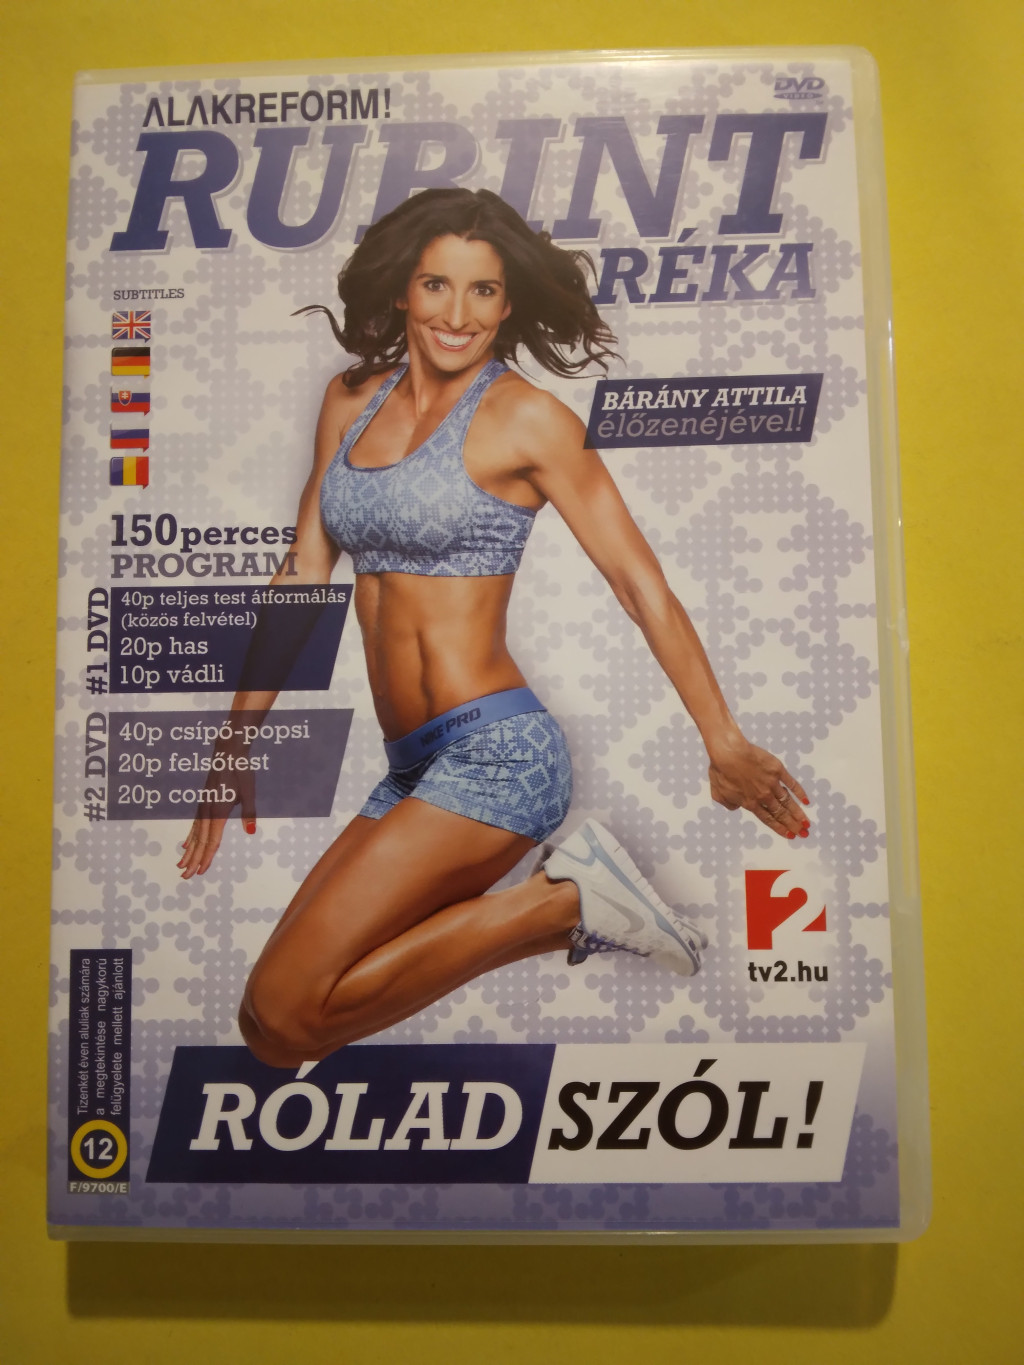 ALAKREFORM!
DVD
VIDEO
RUBINT
RÉKA
SUBTITLES
BÁRÁNY ATTILA
élőzenéjével!
150 perces
PROGRAM
#1 DVD
40p teljes test átformálás
(közös felvétel)
20p has
10p vádli
#2 DVD
40p csípő-popsi
20p felsőtest
20p comb
NIKE PRO
2
tv2.hu
Tizenkét éven aluliak számára
a megtekintése nagykorú
felügyelete mellett ajánlott
12
F/9700/E
RÓLAD SZÓL!